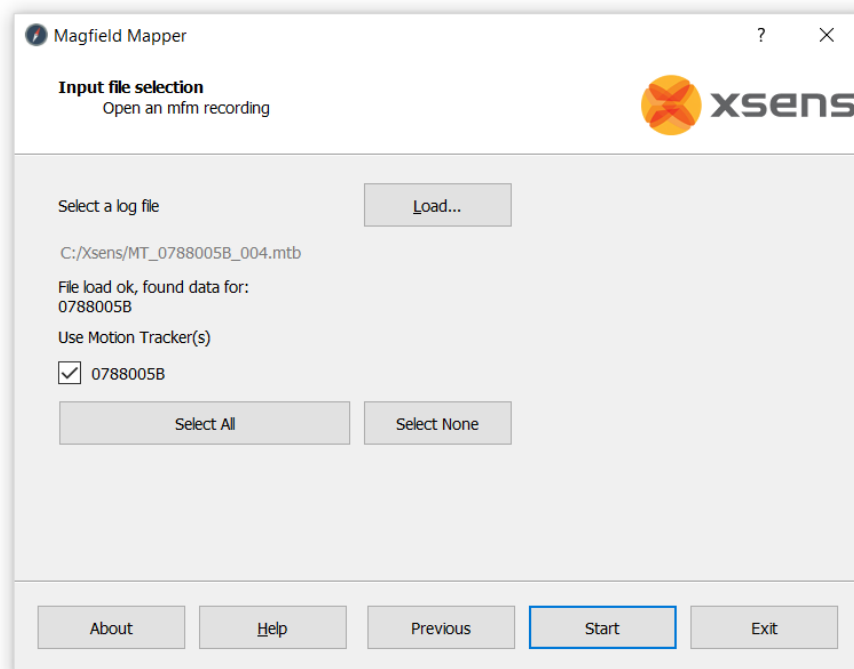 Magfield Mapper ?
Input file selection
Open an mfm recording
xsens
Select a log file Load...
C:/Xsens/MT_0788005B_004.mtb
File load ok, found data for:
0788005B
Use Motion Tracker(s)
0788005B
Select All Select None
About Help Previous Start Exit